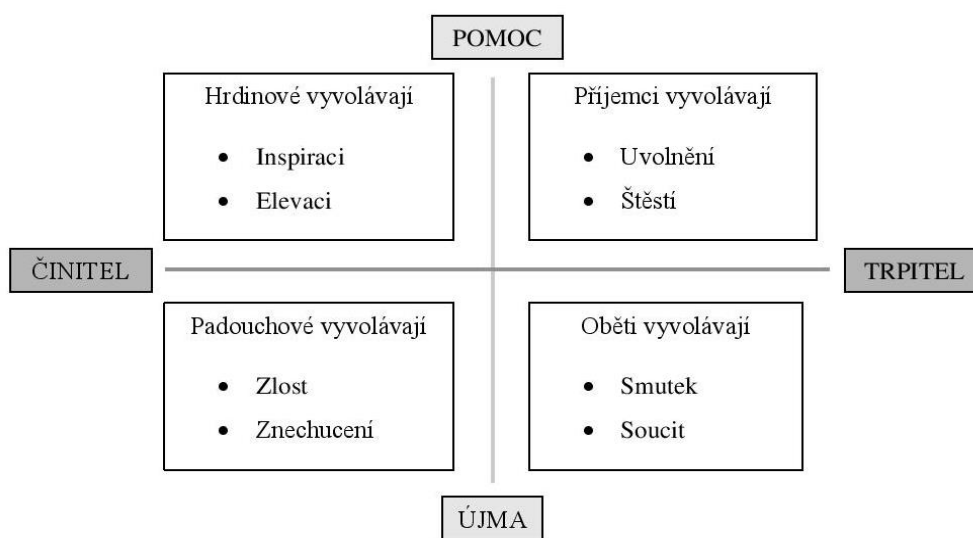 POMOC
Hrdinové vyvolávají
• Inspiraci
• Elevaci
Příjemci vyvolávají
• Uvolnění
• Štěstí
ČINITEL
TRPITEL
Padouchové vyvolávají
• Zlost
• Znechucení
Oběti vyvolávají
• Smutek
• Soucit
ÚJMA